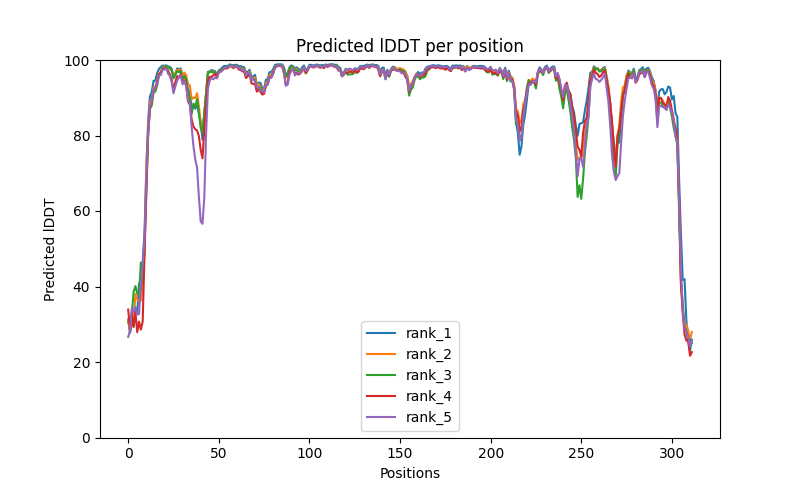 Predicted lDDT per position
100
80
60
40
20
0
Predicted lDDT
0 50 100 150 200 250 300
Positions
rank_1
rank_2
rank_3
rank_4
rank_5